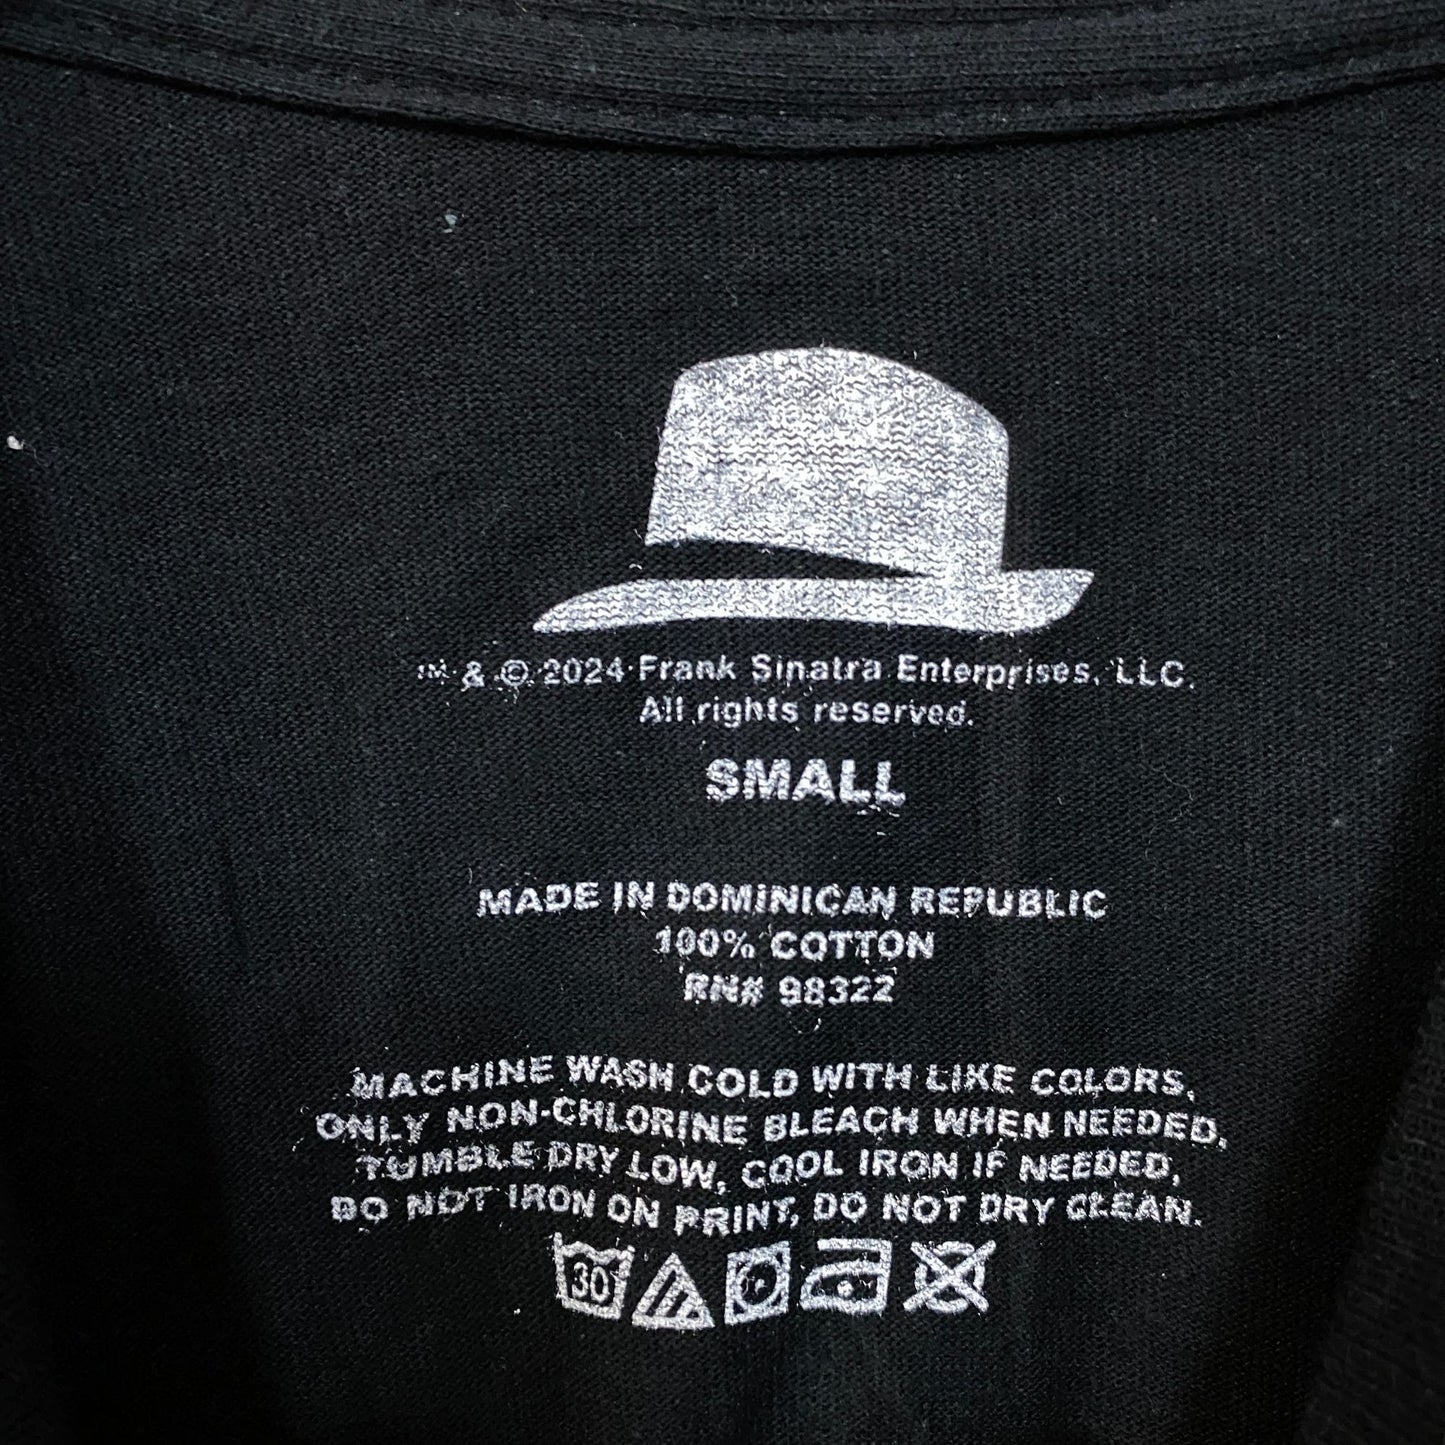 ™ & © 2024 Frank Sinatra Enterprises, LLC.
All rights reserved.
SMALL
MADE IN DOMINICAN REPUBLIC
100% COTTON
RN# 98322
MACHINE WASH COLD WITH LIKE COLORS,
ONLY NON-CHLORINE BLEACH WHEN NEEDED,
TUMBLE DRY LOW, COOL IRON IF NEEDED,
DO NOT IRON ON PRINT, DO NOT DRY CLEAN.
30